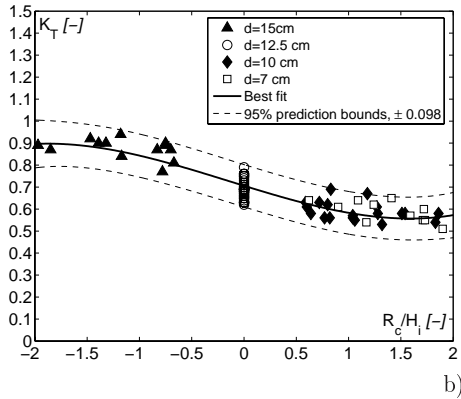 K_T [–]
d=15cm
d=12.5 cm
d=10 cm
d=7 cm
Best fit
95% prediction bounds, ± 0.098
1.5
1.4
1.3
1.2
1.1
1
0.9
0.8
0.7
0.6
0.5
0.4
0.3
0.2
0.1
0
R_c/H_i [–]
−2 −1.5 −1 −0.5 0 0.5 1 1.5 2
b)